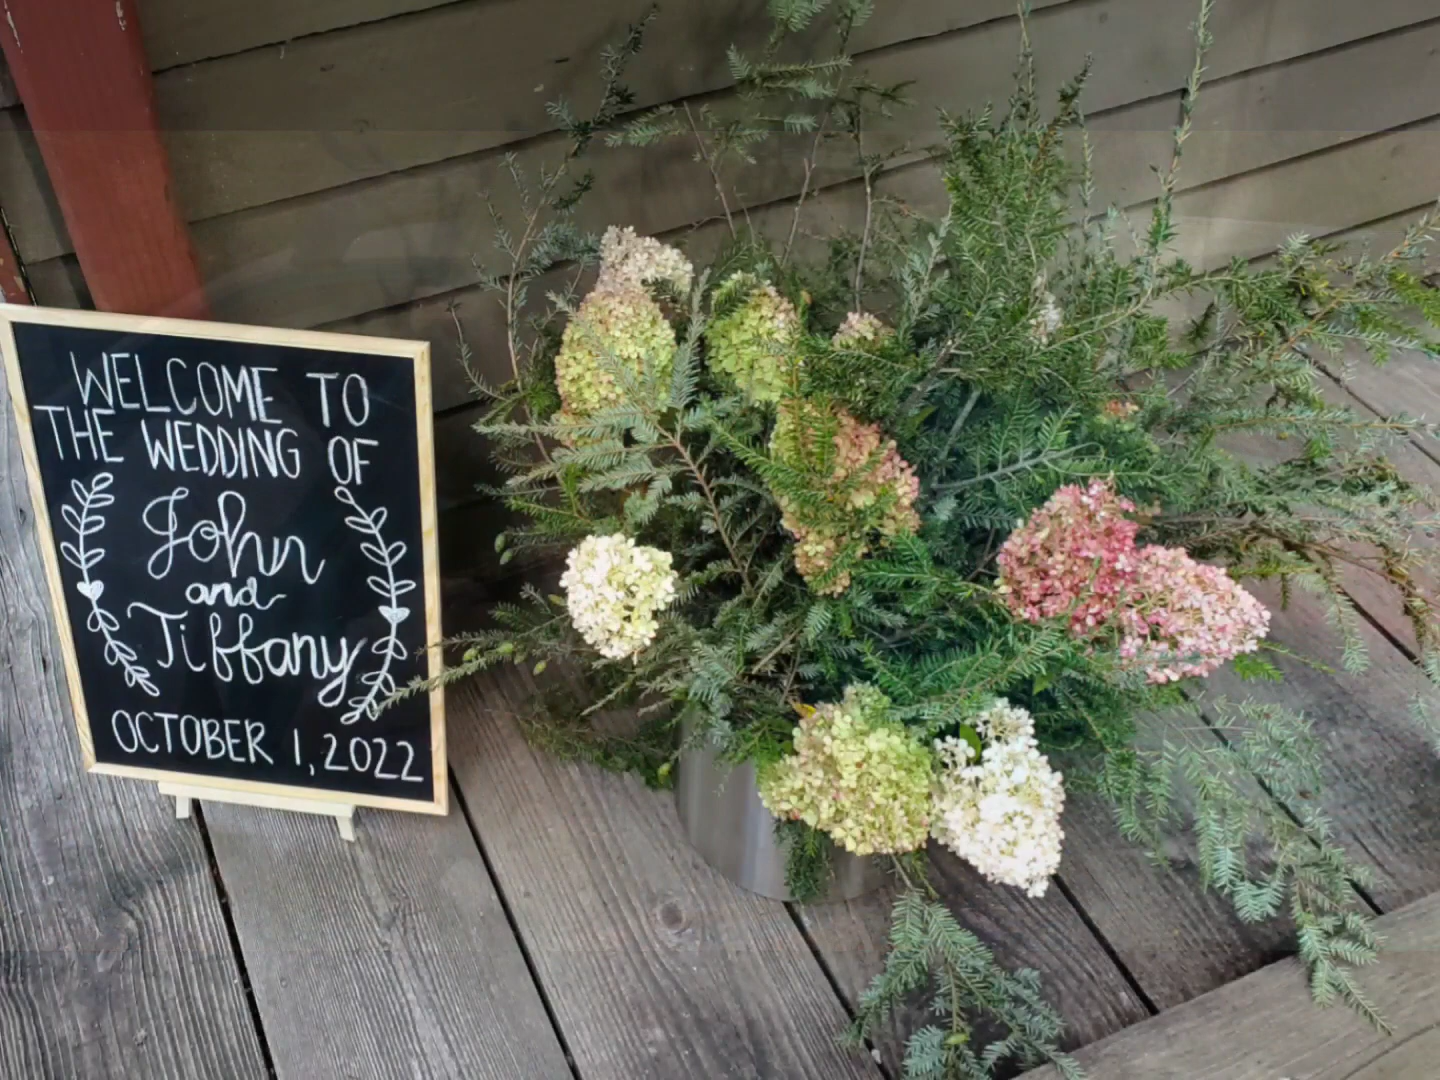 WELCOME TO
THE WEDDING OF
John
and
Tiffany
OCTOBER 1, 2022